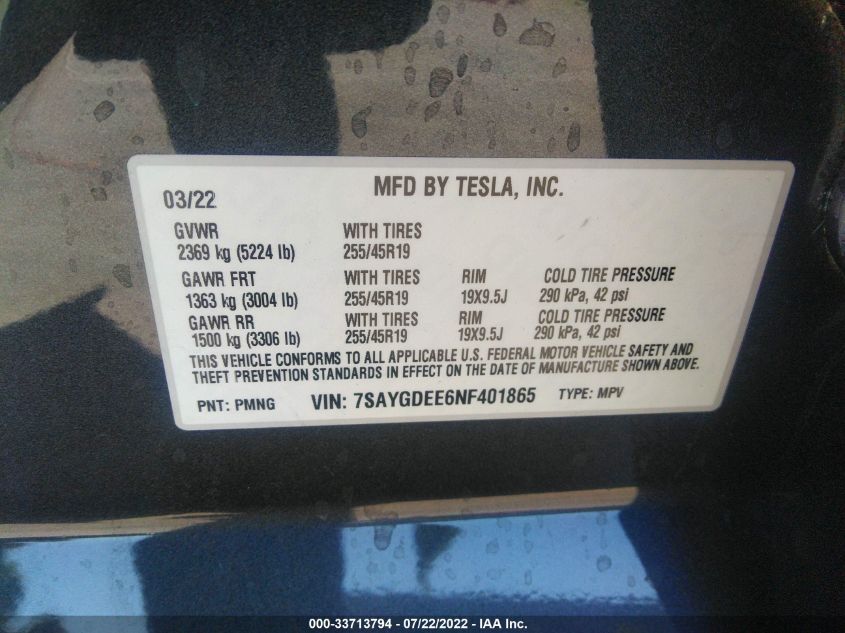 MFD BY TESLA, INC.
03/22
GVWR WITH TIRES
2369 kg (5224 lb) 255/45R19
GAWR FRT WITH TIRES RIM COLD TIRE PRESSURE
1363 kg (3004 lb) 255/45R19 19X9.5J 290 kPa, 42 psi
GAWR RR WITH TIRES RIM COLD TIRE PRESSURE
1500 kg (3306 lb) 255/45R19 19X9.5J 290 kPa, 42 psi
THIS VEHICLE CONFORMS TO ALL APPLICABLE U.S. FEDERAL MOTOR VEHICLE SAFETY AND
THEFT PREVENTION STANDARDS IN EFFECT ON THE DATE OF MANUFACTURE SHOWN ABOVE.
PNT: PMNG VIN: 7SAYGDEE6NF401865 TYPE: MPV
000-33713794 - 07/22/2022 - IAA Inc.